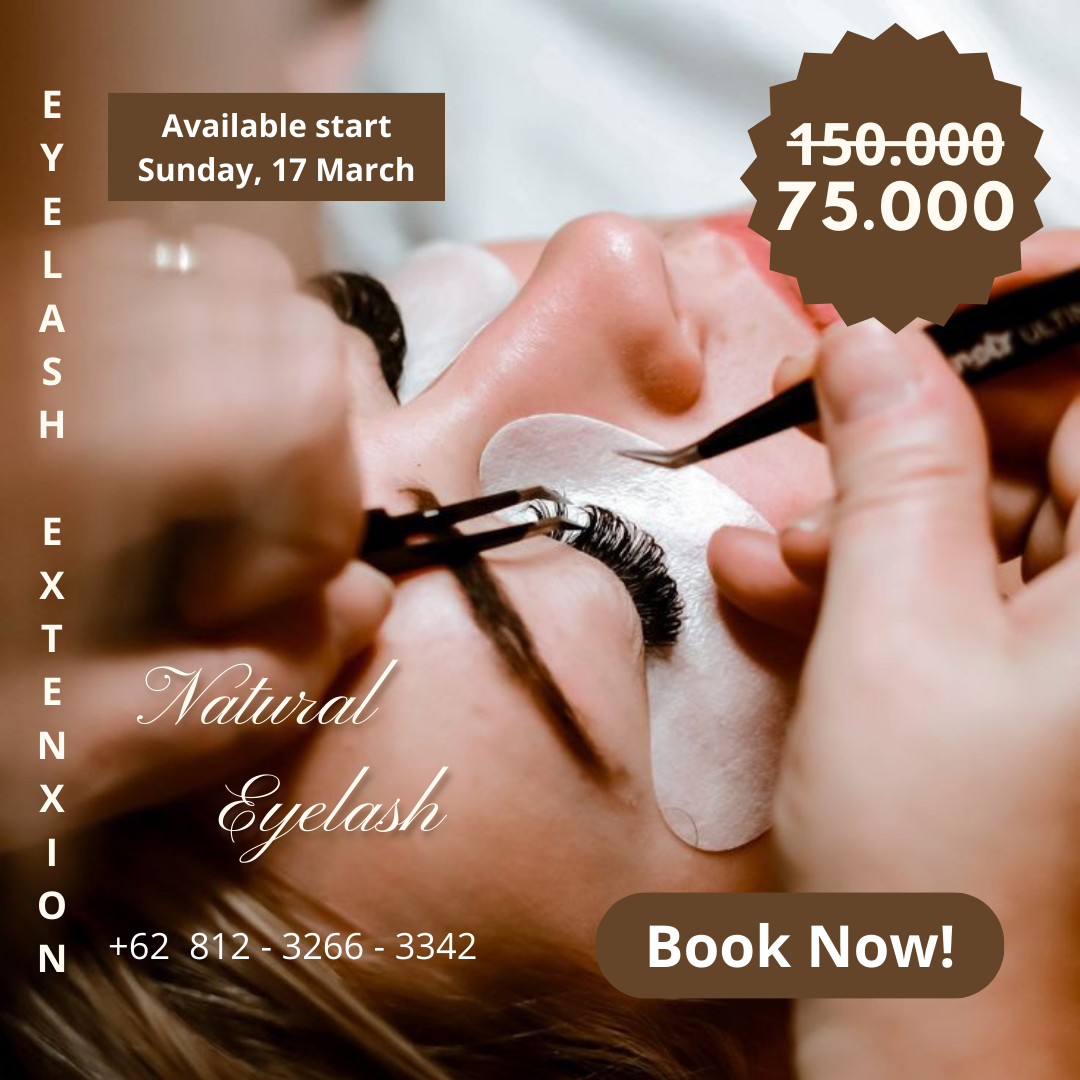 EYELASH EXTENXION
Available start
Sunday, 17 March
150.000
75.000
Natural
Eyelash
+62 812 - 3266 - 3342
Book Now!